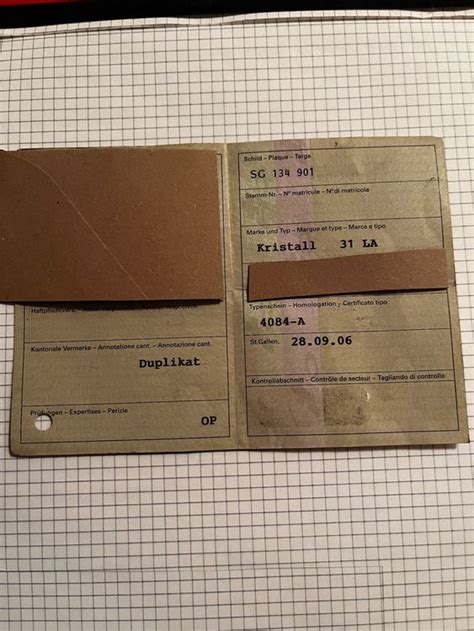 Kantonale Vermerke – Annotations cant. – Annotazione cant.
Duplikat
Prüfungen – Expertises – Perizie
OP
Schild – Plaque – Targa
SG 134 901
Stamm-Nr. – Nº matricule – Nº di matricola
Marke und Typ – Marque et type – Marca e tipo
Kristall 31 LA
Typenschein – Homologation – Certificato tipo
4084-A
St.Gallen, 28.09.06
Kontrollabschnitt – Contrôle de secteur – Tagliando di controllo